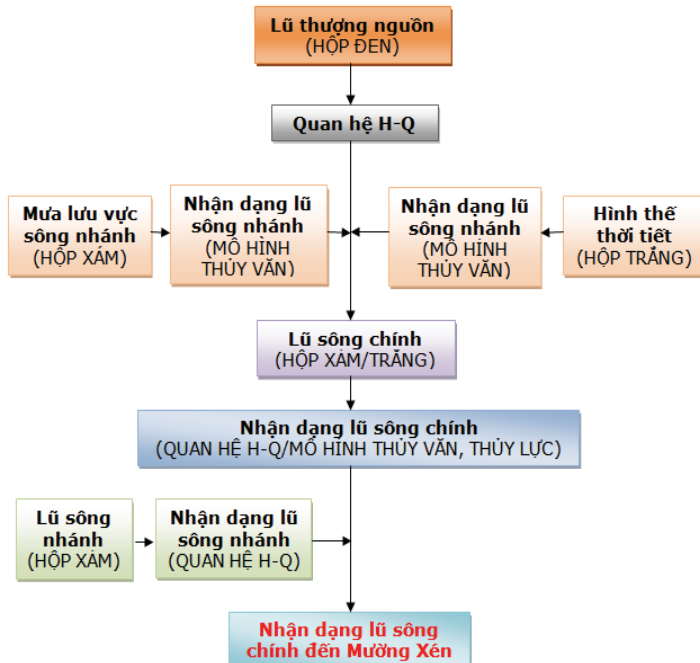 Lũ thượng nguồn
(HỘP ĐEN)
Quan hệ H-Q
Mưa lưu vực
sông nhánh
(HỘP XÁM)
Nhận dạng lũ
sông nhánh
(MÔ HÌNH
THỦY VĂN)
Nhận dạng lũ
sông nhánh
(MÔ HÌNH
THỦY VĂN)
Hình thế
thời tiết
(HỘP TRẮNG)
Lũ sông chính
(HỘP XÁM/TRẮNG)
Nhận dạng lũ sông chính
(QUAN HỆ H-Q/MÔ HÌNH THỦY VĂN, THỦY LỰC)
Lũ sông
nhánh
(HỘP XÁM)
Nhận dạng lũ
sông nhánh
(QUAN HỆ H-Q)
Nhận dạng lũ sông
chính đến Mường Xén